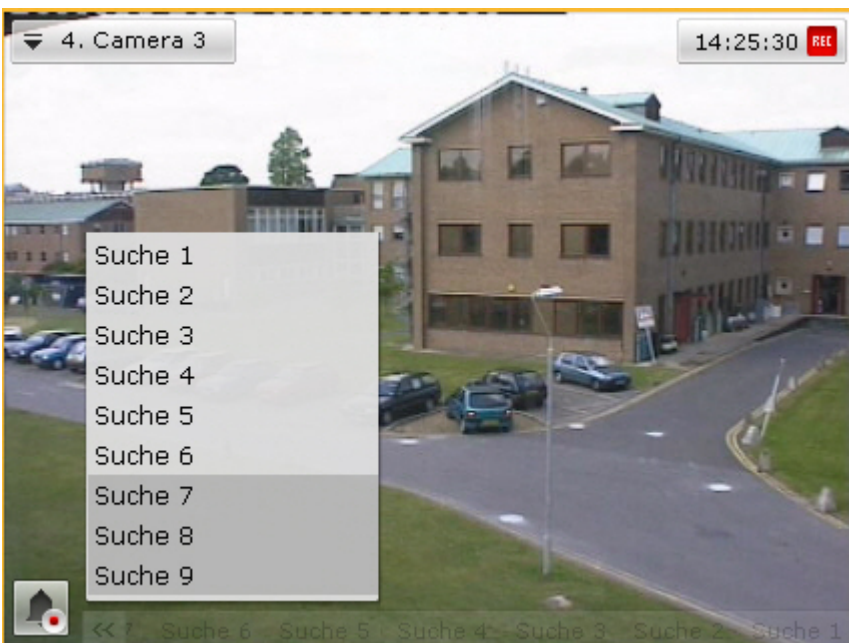 4. Camera 3
14:25:30 REC
Suche 1
Suche 2
Suche 3
Suche 4
Suche 5
Suche 6
Suche 7
Suche 8
Suche 9
<< 7 Suche 6 Suche 5 Suche 4 Suche 3 Suche 2 Suche 1